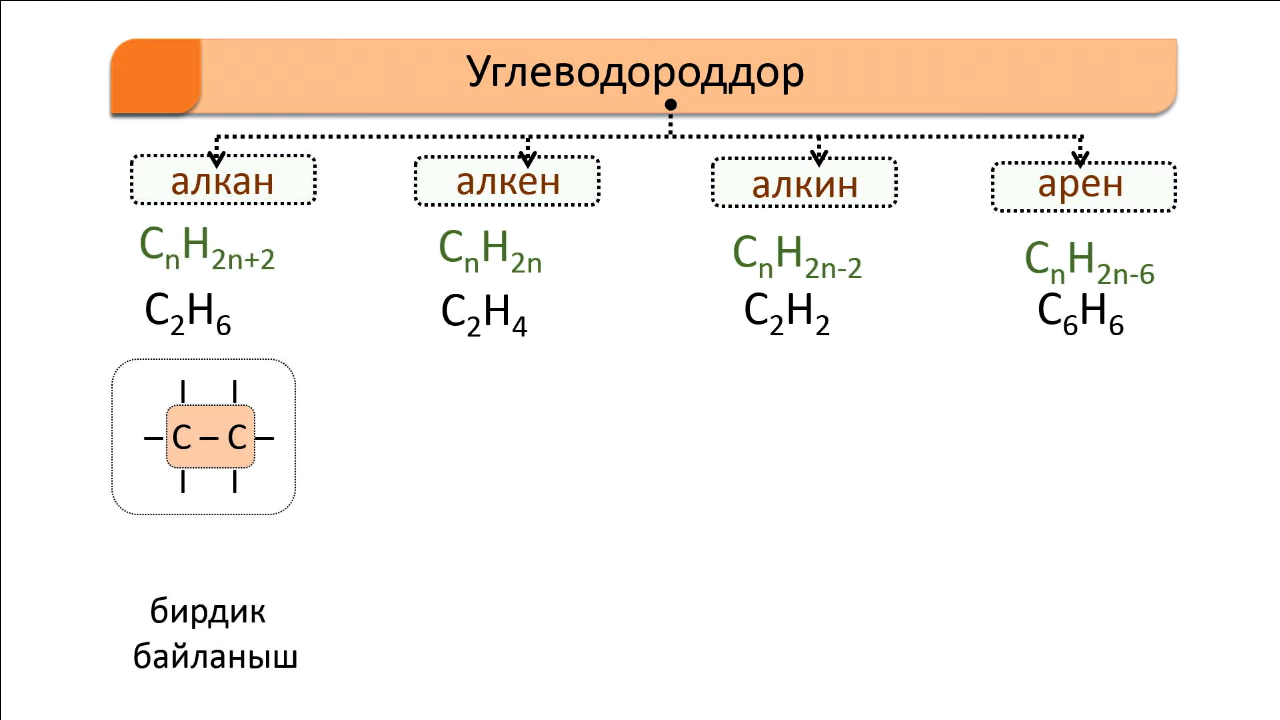 Углеводороддор
алкан алкен алкин арен
CnH2n+2 CnH2n CnH2n-2 CnH2n-6
C2H6 C2H4 C2H2 C6H6
– C – C –
бирдик
байланыш